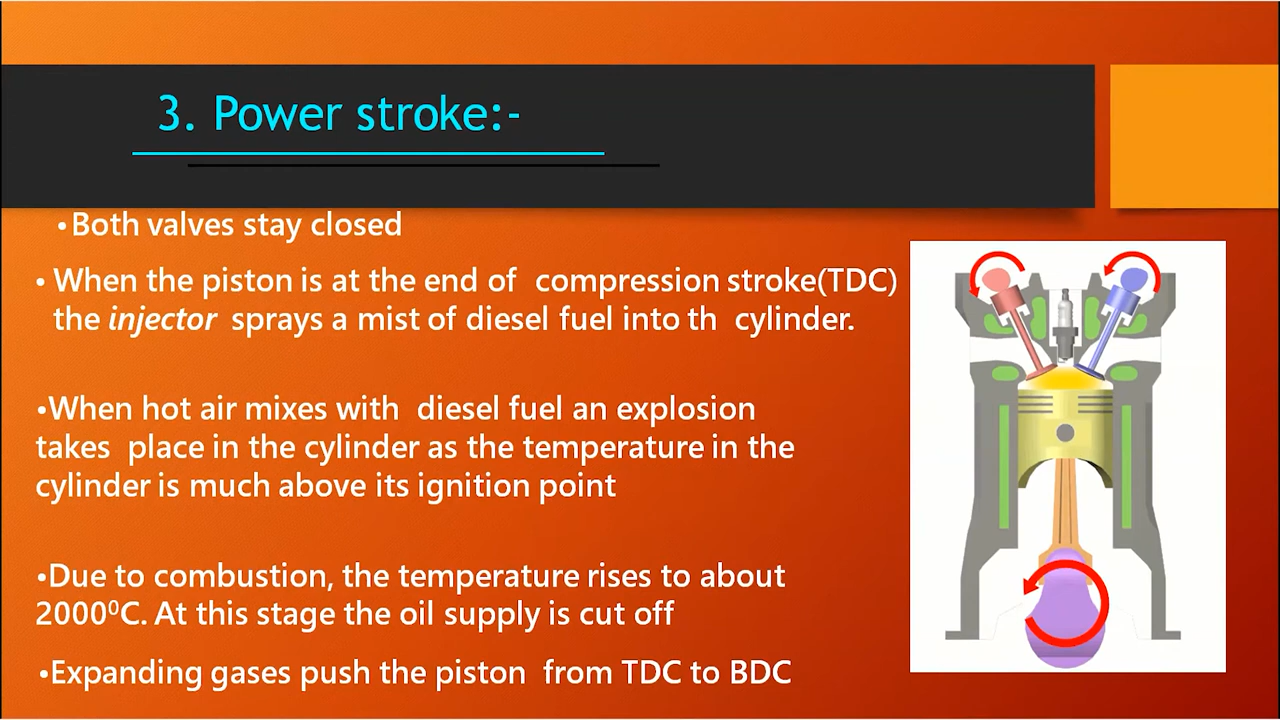 3. Power stroke:-
•Both valves stay closed
• When the piston is at the end of compression stroke(TDC)
the injector sprays a mist of diesel fuel into th cylinder.
•When hot air mixes with diesel fuel an explosion
takes place in the cylinder as the temperature in the
cylinder is much above its ignition point
•Due to combustion, the temperature rises to about
2000⁰C. At this stage the oil supply is cut off
•Expanding gases push the piston from TDC to BDC